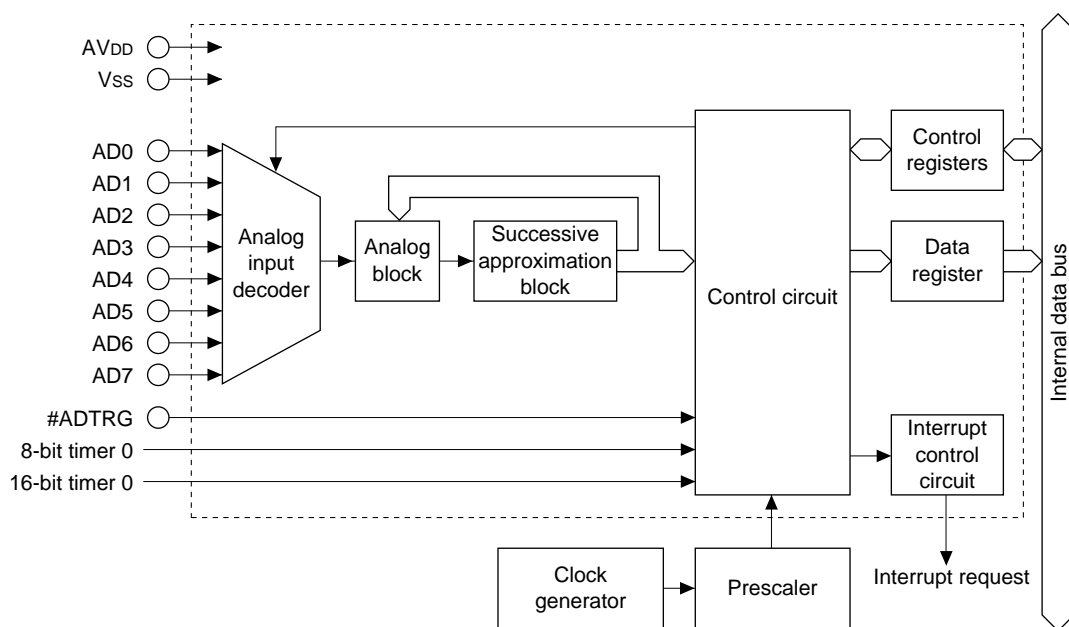 AVDD
VSS
AD0
AD1
AD2
AD3
AD4
AD5
AD6
AD7
#ADTRG
8-bit timer 0
16-bit timer 0
Analog
input
decoder
Analog
block
Successive
approximation
block
Control circuit
Control
registers
Data
register
Interrupt
control
circuit
Internal data bus
Clock
generator
Prescaler
Interrupt request